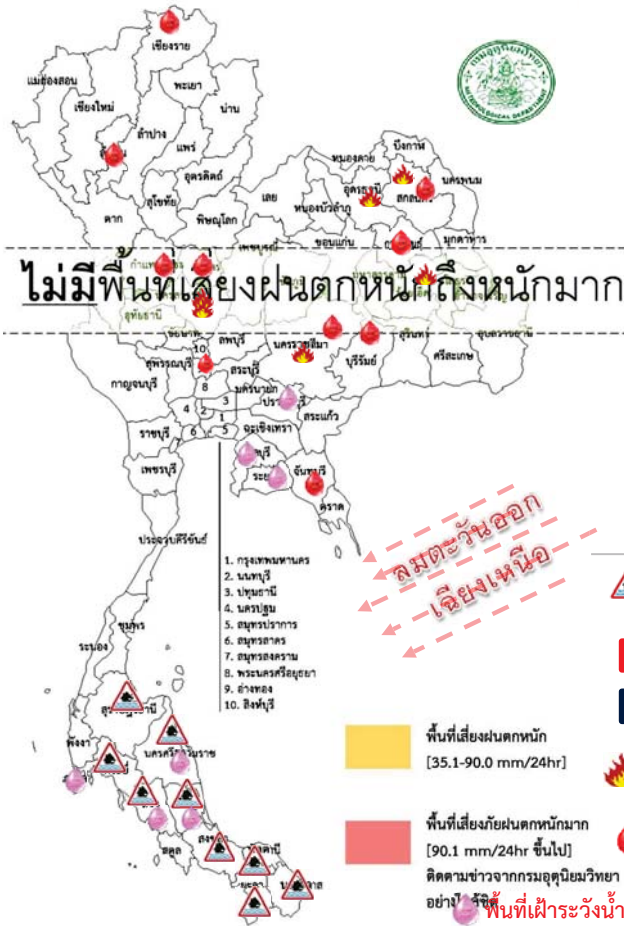 เชียงราย
แม่ฮ่องสอน
พะเยา
เชียงใหม่
น่าน
ลำปาง
แพร่
อุตรดิตถ์
สุโขทัย
ตาก
พิษณุโลก
เลย
หนองคาย
บึงกาฬ
อุดรธานี
นครพนม
หนองบัวลำภู
ขอนแก่น
มุกดาหาร
เพชรบูรณ์
ไม่มีพื้นที่เสี่ยงฝนตกหนักถึงหนักมาก
อุทัยธานี
ลพบุรี
นครราชสีมา
สุรินทร์
อุบลราชธานี
10
สุพรรณบุรี
สระบุรี
บุรีรัมย์
ศรีสะเกษ
กาญจนบุรี
8
นครนายก
4
2
3
1
สระแก้ว
ราชบุรี
6
5
ฉะเชิงเทรา
เพชรบุรี
จันทบุรี
ตราด
ประจวบคีรีขันธ์
ลมตะวันออก
เฉียงเหนือ
1. กรุงเทพมหานคร
2. นนทบุรี
3. ปทุมธานี
4. นครปฐม
5. สมุทรปราการ
6. สมุทรสาคร
7. สมุทรสงคราม
8. พระนครศรีอยุธยา
9. อ่างทอง
10. สิงห์บุรี
ชุมพร
ระนอง
พังงา
นครศรีธรรมราช
สตูล
พื้นที่เสี่ยงฝนตกหนัก
[35.1-90.0 mm/24hr]
พื้นที่เสี่ยงภัยฝนตกหนักมาก
[90.1 mm/24hr ขึ้นไป]
ติดตามข่าวจากกรมอุตุนิยมวิทยา
อย่างใกล้ชิด
พื้นที่เฝ้าระวังน้ำ